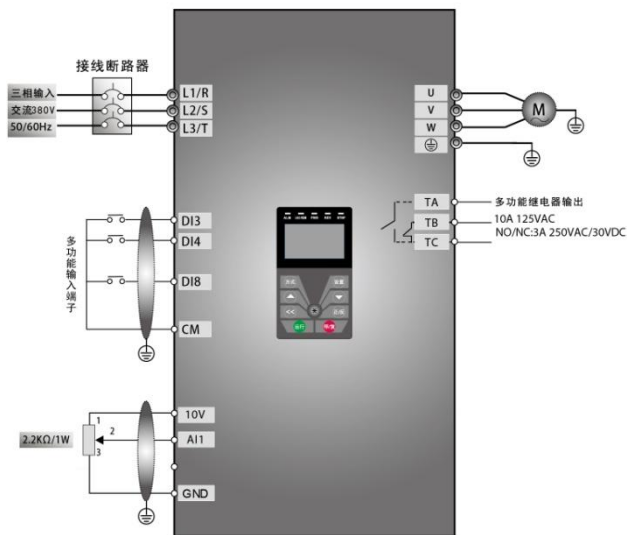 接线断路器
三相输入
交流380V
50/60Hz
L1/R
L2/S
L3/T
U
V
W
M
TA
TB
TC
多功能继电器输出
10A 125VAC
NO/NC:3A 250VAC/30VDC
多功能输入端子
DI3
DI4
DI8
CM
运行
<<
2.2KΩ/1W
1
2
3
10V
AI1
GND